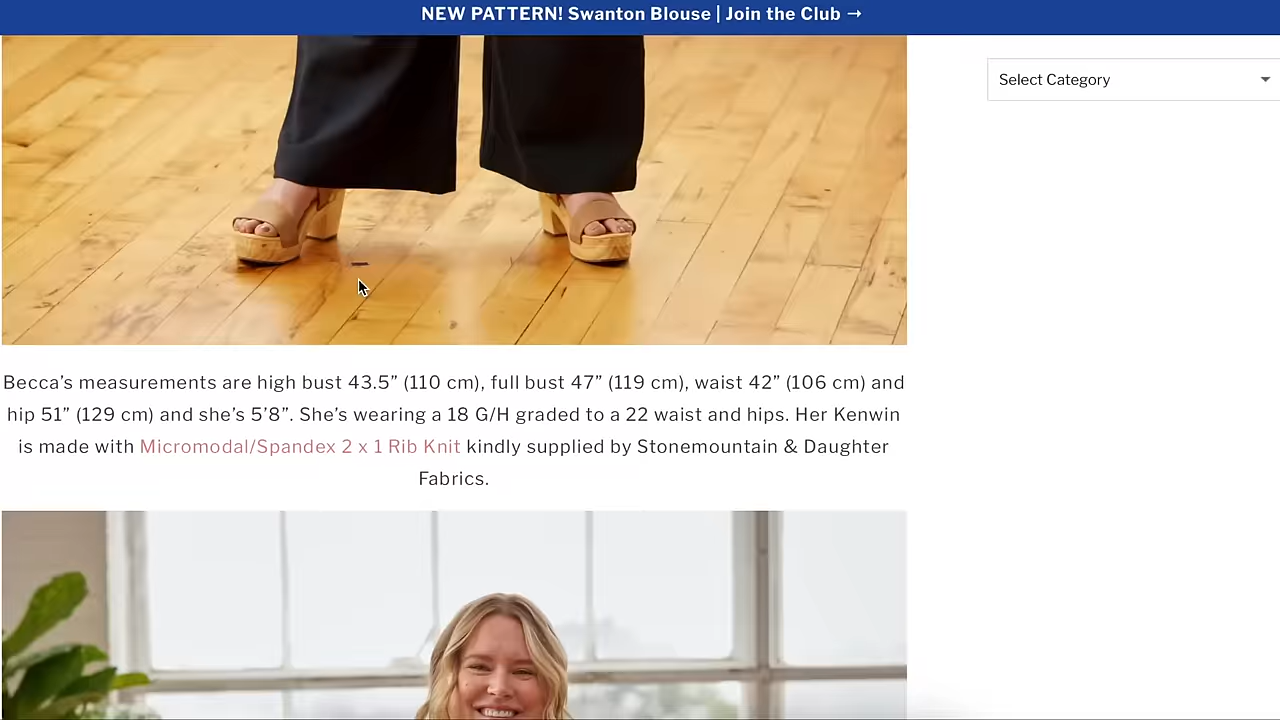 NEW PATTERN! Swanton Blouse | Join the Club →
Select Category
Becca’s measurements are high bust 43.5” (110 cm), full bust 47” (119 cm), waist 42” (106 cm) and
hip 51” (129 cm) and she’s 5’8”. She’s wearing a 18 G/H graded to a 22 waist and hips. Her Kenwin
is made with Micromodal/Spandex 2 x 1 Rib Knit kindly supplied by Stonemountain & Daughter
Fabrics.